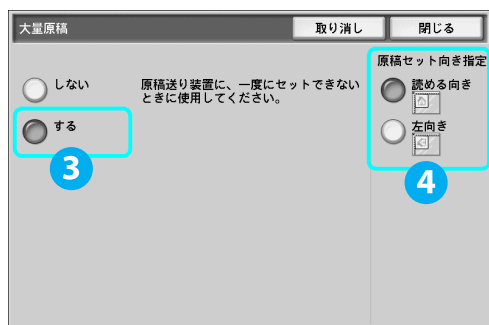 大量原稿
取り消し
閉じる
しない
する
3
原稿送り装置に、一度にセットできない
ときに使用してください。
原稿セット向き指定
読める向き
左向き
4